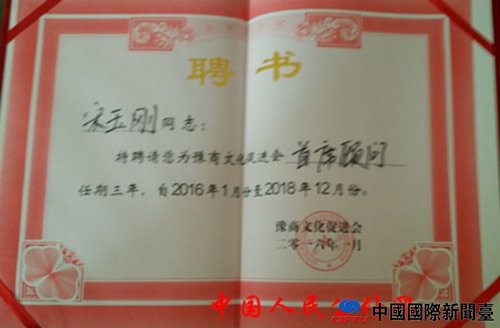 聘书
宋玉刚同志：
特聘请您为豫商文化促进会首席顾问
任期三年，自2016年1月份至2018年12月份。
豫商文化促进会
二零一六年一月
中国人民
中國國際新聞臺